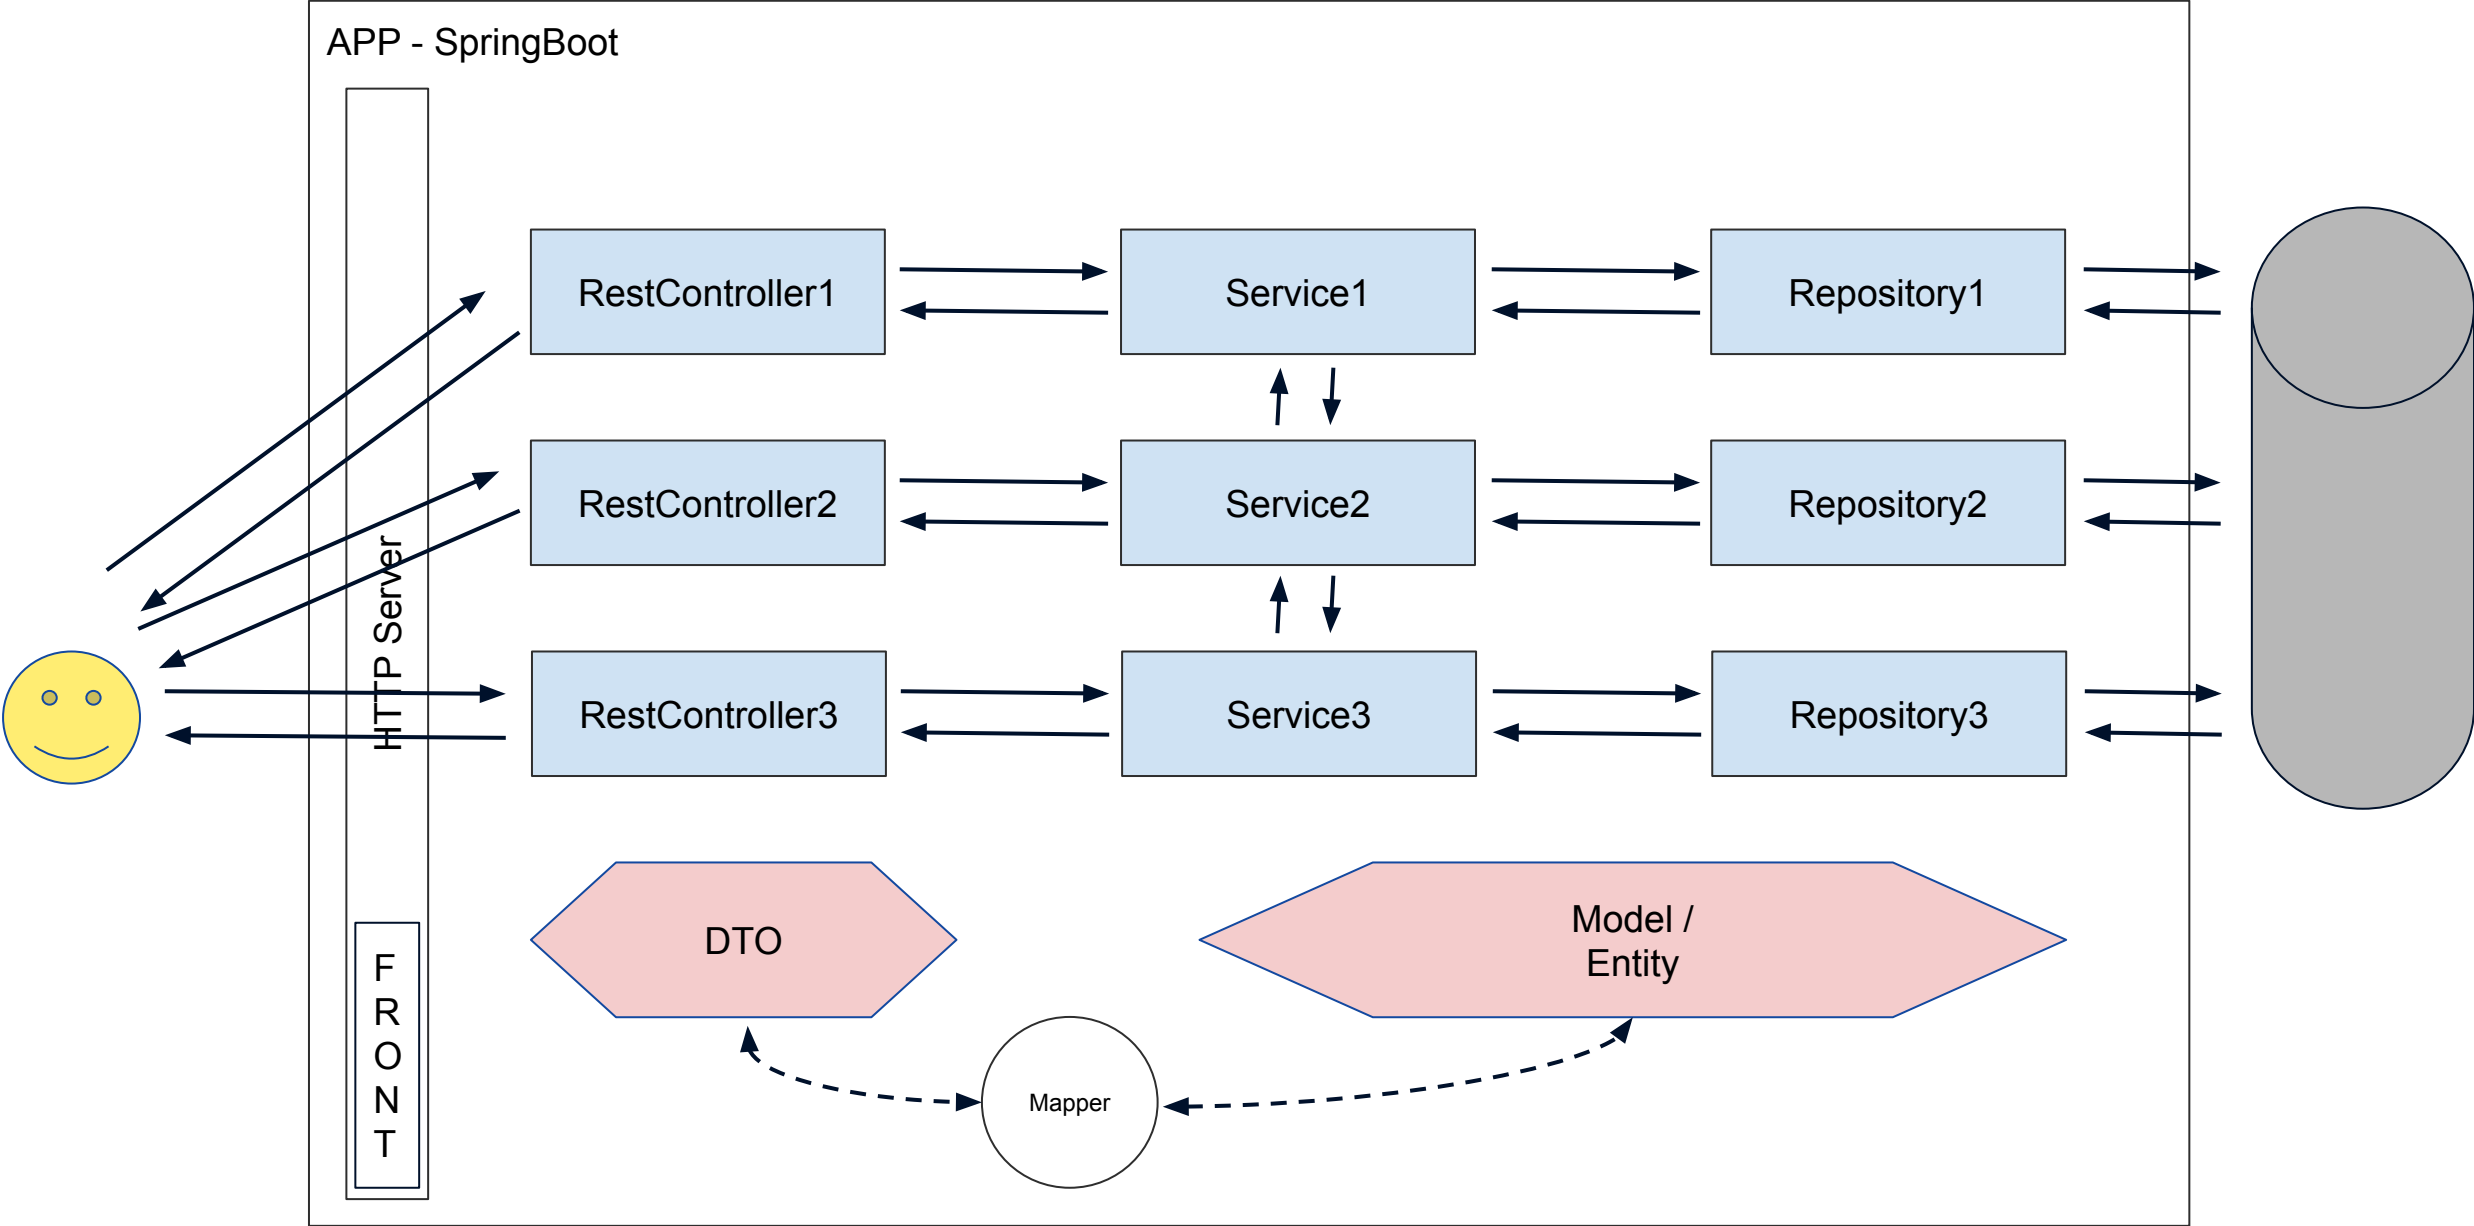 APP - SpringBoot
HTTP Server
RestController1
Service1
Repository1
RestController2
Service2
Repository2
RestController3
Service3
Repository3
F
R
O
N
T
DTO
Model /
Entity
Mapper